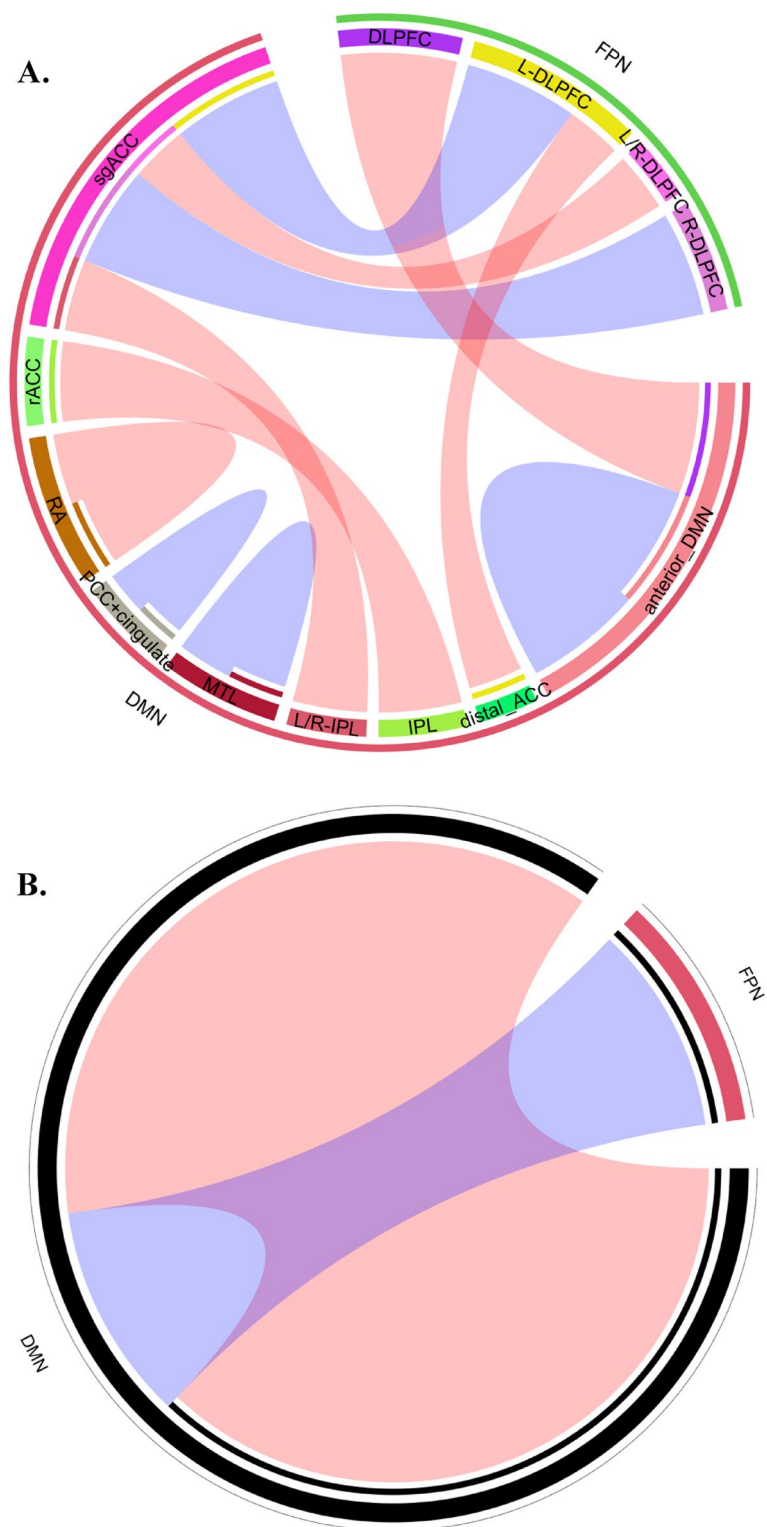 A.
DLPFC
FPN
L-DLPFC
L/R-DLPFC
R-DLPFC
sgACC
rACC
RA
PCC+cingulate
MTL
L/R-IPL
IPL
distal_ACC
anterior_DMN
DMN
B.
FPN
DMN